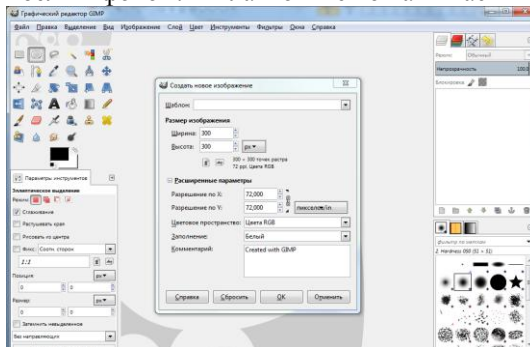 Графический редактор GIMP
Файл Правка Выделение Вид Изображение Слой Цвет Инструменты Фильтры Окна Справка
Создать новое изображение
Шаблон:
Размер изображения
Ширина: 300
Высота: 300 px
300 × 300 точек растра
72 ppi, Цвета RGB
Расширенные параметры
Разрешение по X: 72,000
Разрешение по Y: 72,000 пикселов/in
Цветовое пространство: Цвета RGB
Заполнение: Белый
Комментарий: Created with GIMP
Справка Сбросить OK Отменить
Параметры инструментов
Эллиптическое выделение
Режим:
Сглаживание
Растушевать края
Рисовать из центра
Фикс. Соотн. сторон
1:1
Позиция: px
0 0
Размер: px
0 0
Затемнить невыделенное
Без направляющих
Режим: Обычный
Непрозрачность 100,0
Блокировка:
фильтр по меткам
2. Hardness 050 (51 × 51)